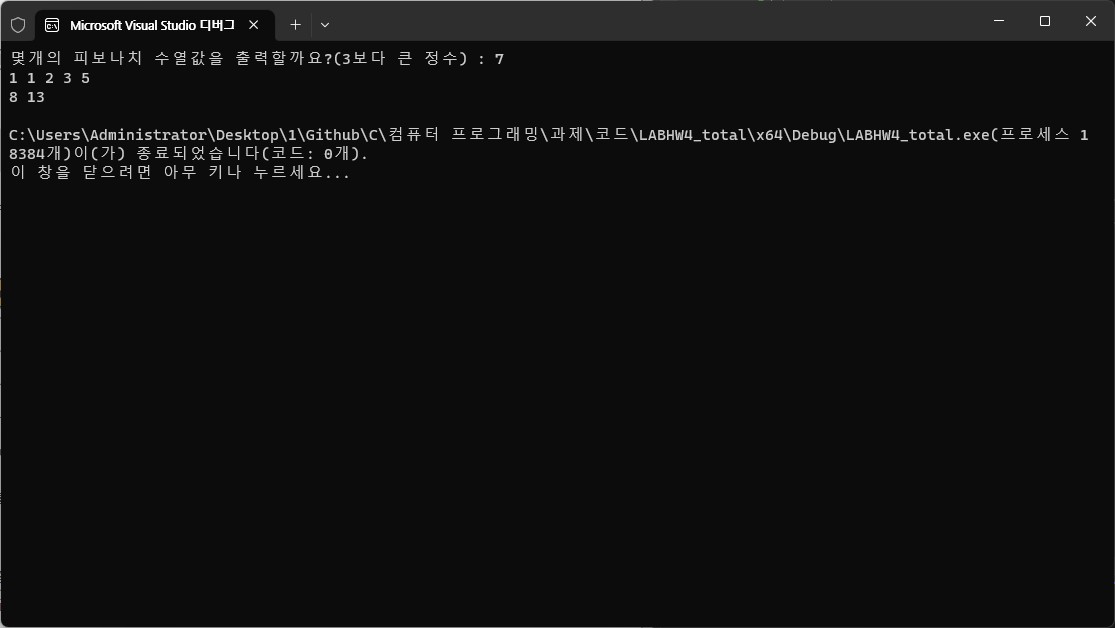 Microsoft Visual Studio 디버그
몇개의 피보나치 수열값을 출력할까요?(3보다 큰 정수) : 7
1 1 2 3 5
8 13
C:\Users\Administrator\Desktop\1\Github\C\컴퓨터 프로그래밍\과제\코드\LABHW4_total\x64\Debug\LABHW4_total.exe(프로세스 1
8384개)이(가) 종료되었습니다(코드: 0개).
이 창을 닫으려면 아무 키나 누르세요...